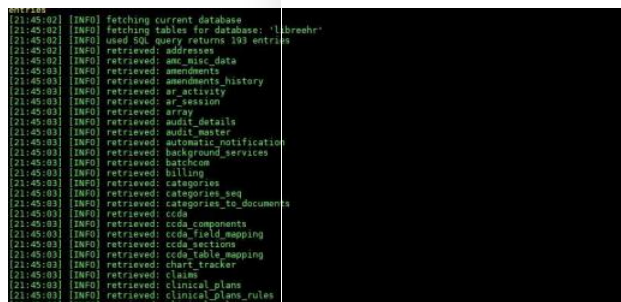 entries
[21:45:02] [INFO] fetching current database
[21:45:02] [INFO] fetching tables for database: 'libreehr'
[21:45:02] [INFO] used SQL query returns 193 entries
[21:45:02] [INFO] retrieved: addresses
[21:45:02] [INFO] retrieved: amc_misc_data
[21:45:03] [INFO] retrieved: amendments
[21:45:03] [INFO] retrieved: amendments_history
[21:45:03] [INFO] retrieved: ar_activity
[21:45:03] [INFO] retrieved: ar_session
[21:45:03] [INFO] retrieved: array
[21:45:03] [INFO] retrieved: audit_details
[21:45:03] [INFO] retrieved: audit_master
[21:45:03] [INFO] retrieved: automatic_notification
[21:45:03] [INFO] retrieved: background_services
[21:45:03] [INFO] retrieved: batchcom
[21:45:03] [INFO] retrieved: billing
[21:45:03] [INFO] retrieved: categories
[21:45:03] [INFO] retrieved: categories_seq
[21:45:03] [INFO] retrieved: categories_to_documents
[21:45:03] [INFO] retrieved: ccda
[21:45:03] [INFO] retrieved: ccda_components
[21:45:03] [INFO] retrieved: ccda_field_mapping
[21:45:03] [INFO] retrieved: ccda_sections
[21:45:03] [INFO] retrieved: ccda_table_mapping
[21:45:03] [INFO] retrieved: chart_tracker
[21:45:03] [INFO] retrieved: claims
[21:45:03] [INFO] retrieved: clinical_plans
[21:45:03] [INFO] retrieved: clinical_plans_rules